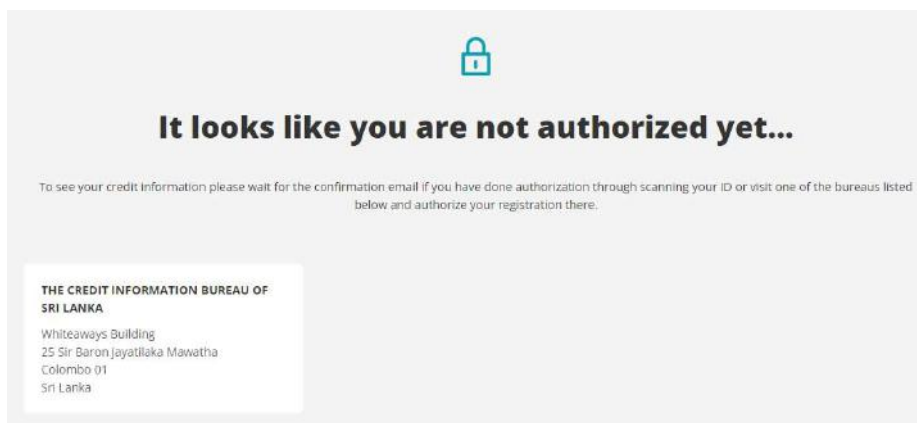 It looks like you are not authorized yet...
To see your credit information please wait for the confirmation email if you have done authorization through scanning your ID or visit one of the bureaus listed
below and authorize your registration there.
THE CREDIT INFORMATION BUREAU OF
SRI LANKA
Whiteaways Building
25 Sir Baron Jayatilaka Mawatha
Colombo 01
Sri Lanka